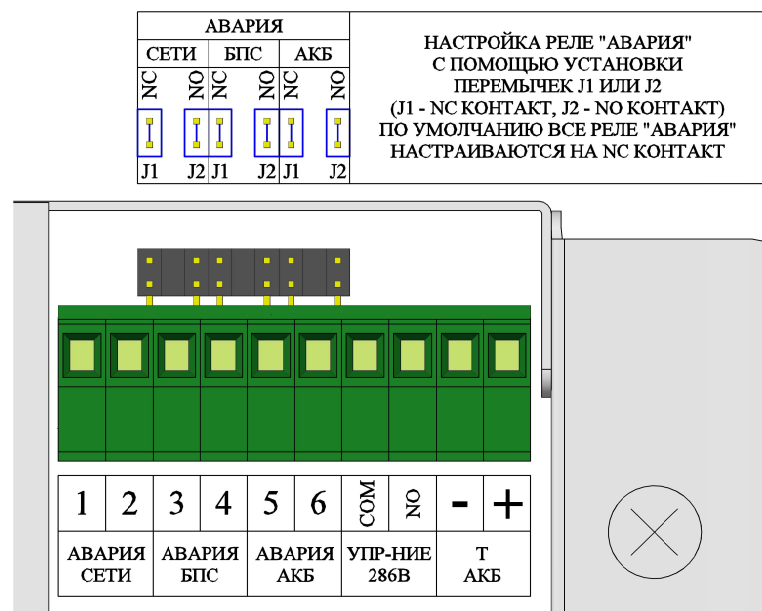 АВАРИЯ
СЕТИ БПС АКБ
NC NO NC NO NC NO
J1 J2 J1 J2 J1 J2
НАСТРОЙКА РЕЛЕ "АВАРИЯ"
С ПОМОЩЬЮ УСТАНОВКИ
ПЕРЕМЫЧЕК J1 ИЛИ J2
(J1 - NC КОНТАКТ, J2 - NO КОНТАКТ)
ПО УМОЛЧАНИЮ ВСЕ РЕЛЕ "АВАРИЯ"
НАСТРАИВАЮТСЯ НА NC КОНТАКТ
1 2 3 4 5 6 COM NO - +
АВАРИЯ АВАРИЯ АВАРИЯ УПР-НИЕ Т
СЕТИ БПС АКБ 286В АКБ